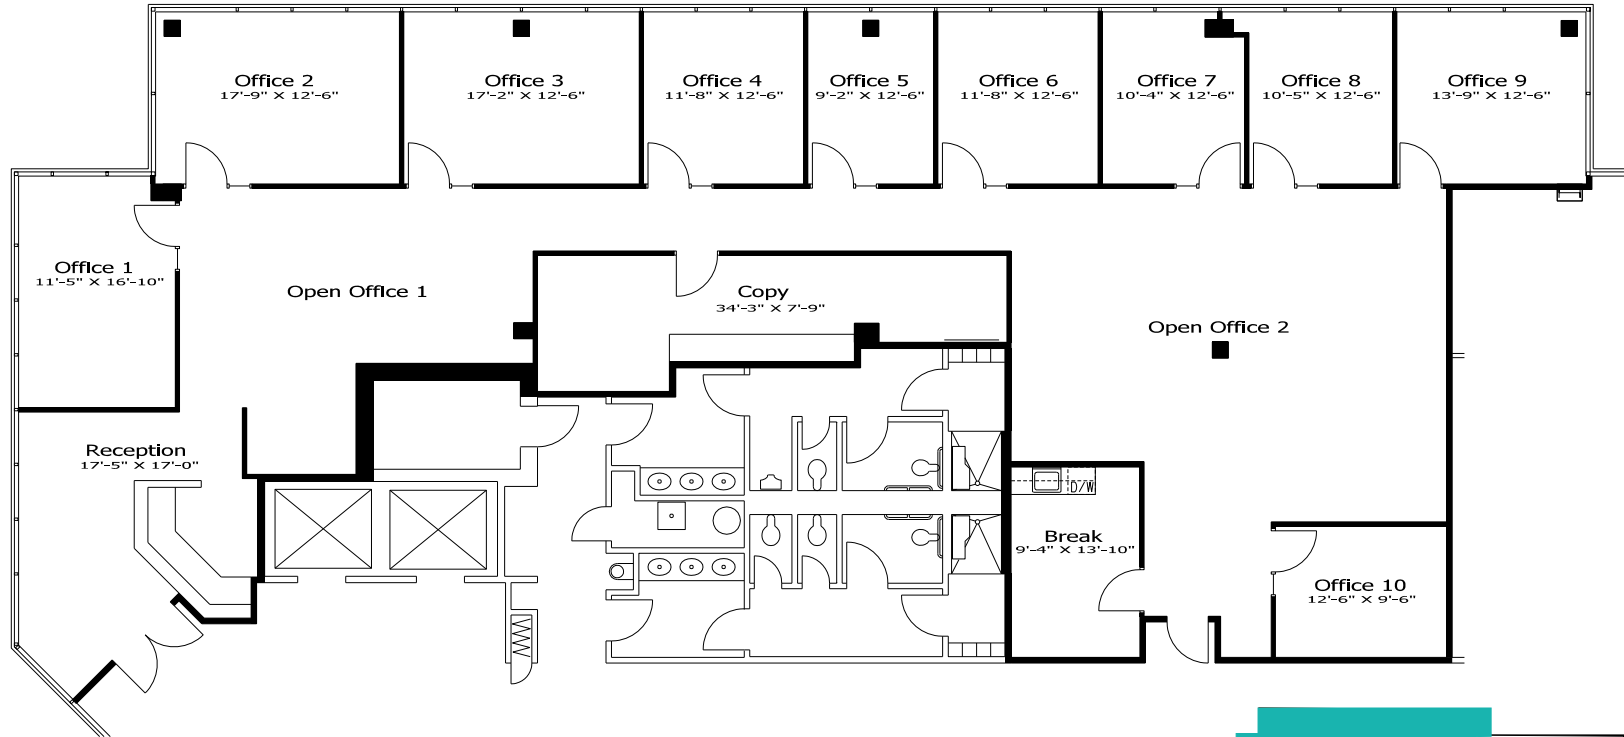 Office 2
17'-9" X 12'-6"
Office 3
17'-2" X 12'-6"
Office 4
11'-8" X 12'-6"
Office 5
9'-2" X 12'-6"
Office 6
11'-8" X 12'-6"
Office 7
10'-4" X 12'-6"
Office 8
10'-5" X 12'-6"
Office 9
13'-9" X 12'-6"
Office 1
11'-5" X 16'-10"
Open Office 1
Copy
34'-3" X 7'-9"
Open Office 2
Reception
17'-5" X 17'-0"
D/W
Break
9'-4" X 13'-10"
Office 10
12'-6" X 9'-6"